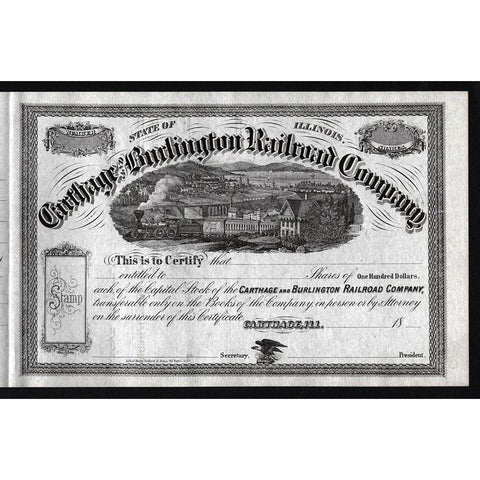 STATE OF ILLINOIS.
NUMBER
SHARES
Carthage and Burlington Railroad Company
This is to Certify that
entitled to Shares of One Hundred Dollars.
each, of the Capital Stock of the CARTHAGE AND BURLINGTON RAILROAD COMPANY,
transferable only on the Books of the Company, in person or by Attorney
on the surrender of this Certificate
Stamp
CARTHAGE, ILL. 18
Secretary. President.